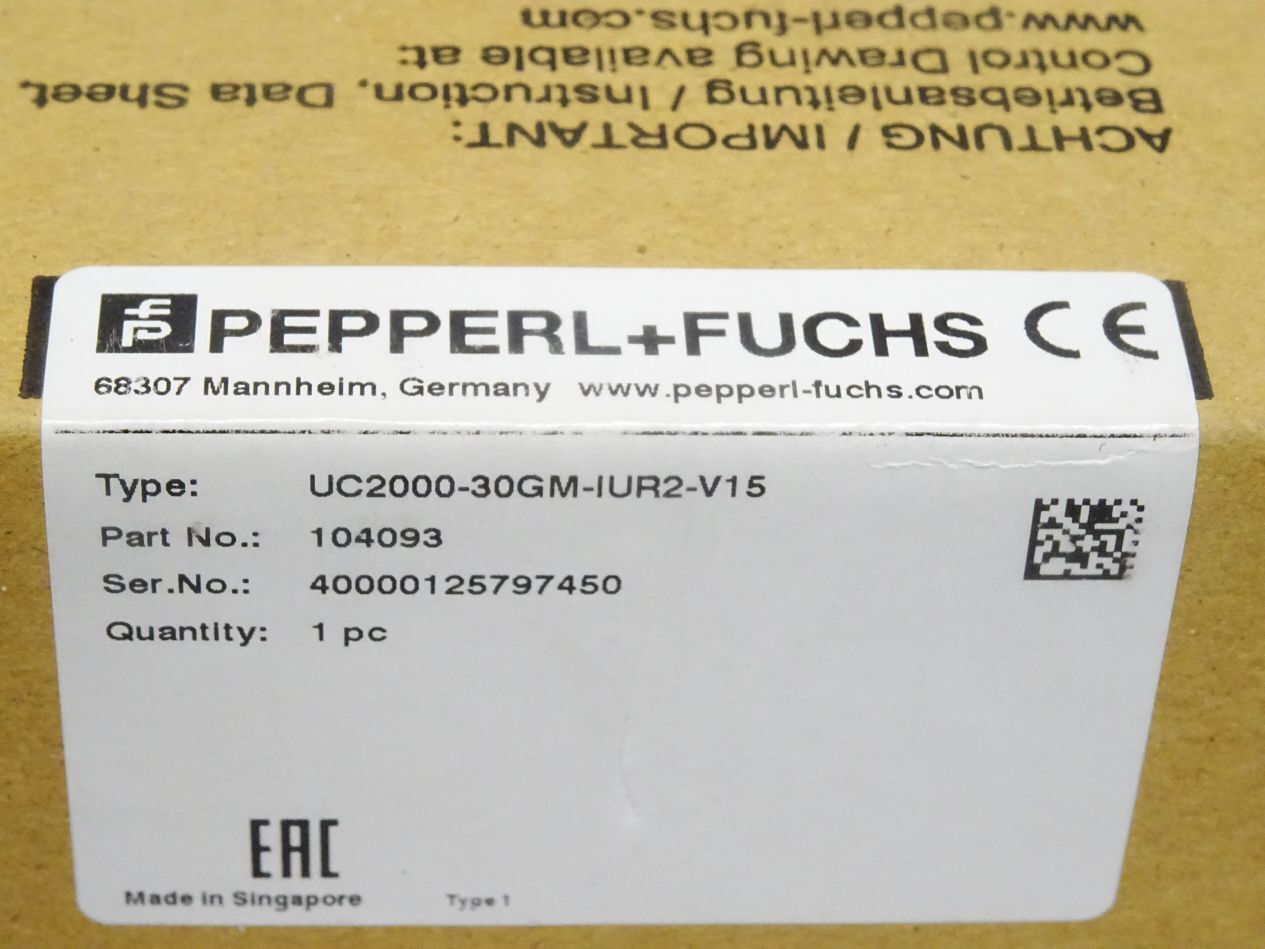 ACHTUNG / IMPORTANT:
Betriebsanleitung / Instruction, Data Sheet,
Control Drawing available at:
www.pepperl-fuchs.com
PEPPERL+FUCHS CE
68307 Mannheim, Germany www.pepperl-fuchs.com
Type: UC2000-30GM-IUR2-V15
Part No.: 104093
Ser.No.: 40000125797450
Quantity: 1 pc
EAC
Made in Singapore Type 1